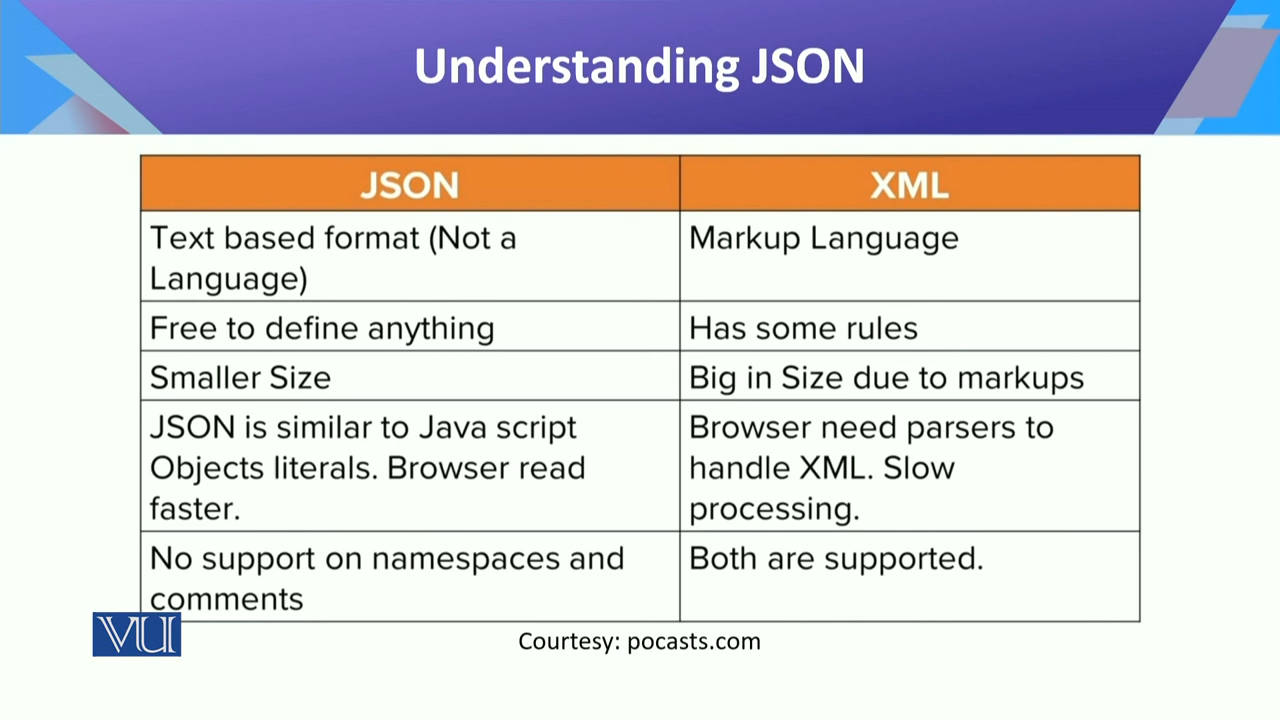 Understanding JSON
JSON
XML
Text based format (Not a
Language)
Markup Language
Free to define anything
Has some rules
Smaller Size
Big in Size due to markups
JSON is similar to Java script
Objects literals. Browser read
faster.
Browser need parsers to
handle XML. Slow
processing.
No support on namespaces and
comments
Both are supported.
VU
Courtesy: pocasts.com